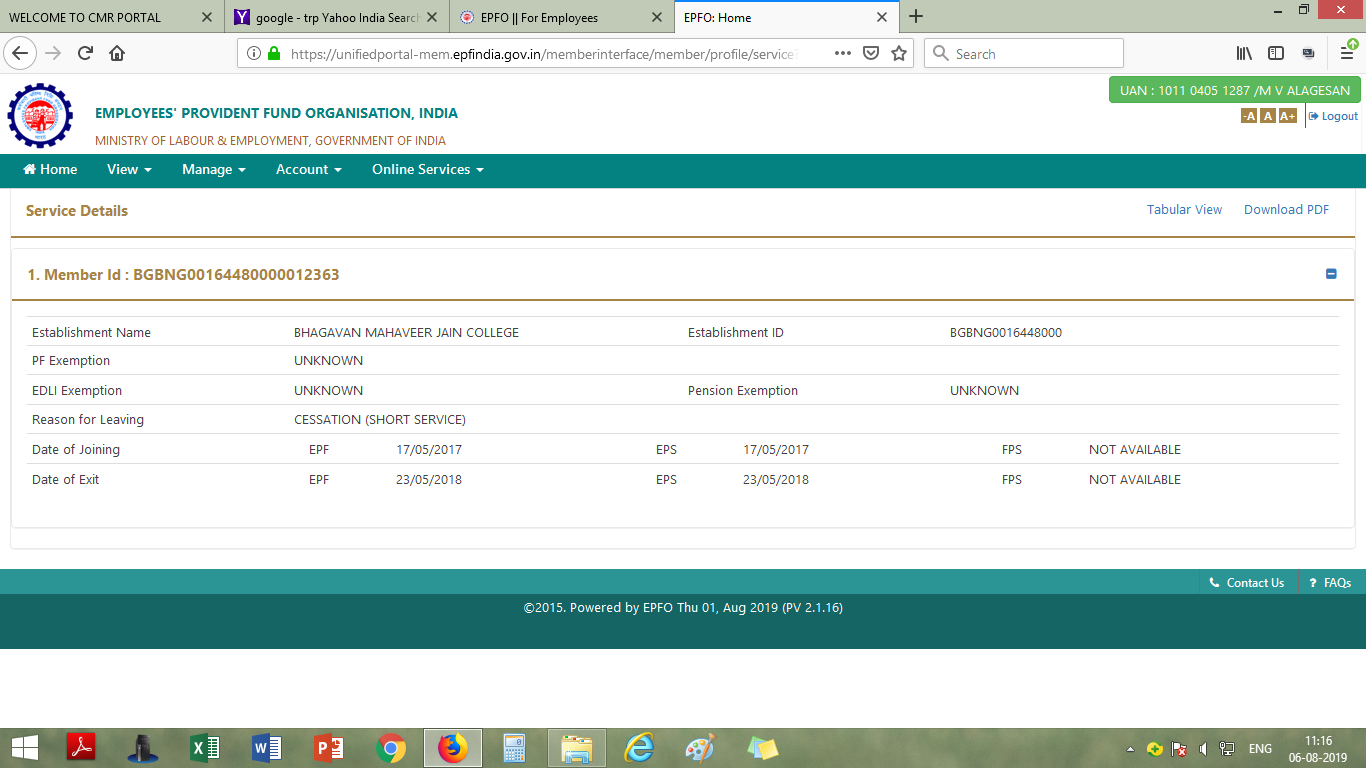 WELCOME TO CMR PORTAL
google - trp Yahoo India Search
EPFO || For Employees
EPFO: Home
https://unifiedportal-mem.epfindia.gov.in/memberinterface/member/profile/service
Search
UAN : 1011 0405 1287 /M V ALAGESAN
EMPLOYEES' PROVIDENT FUND ORGANISATION, INDIA
-A A A+ Logout
MINISTRY OF LABOUR & EMPLOYMENT, GOVERNMENT OF INDIA
Home View Manage Account Online Services
Service Details Tabular View Download PDF
1. Member Id : BGBNG00164480000012363
Establishment Name BHAGAVAN MAHAVEER JAIN COLLEGE Establishment ID BGBNG0016448000
PF Exemption UNKNOWN
EDLI Exemption UNKNOWN Pension Exemption UNKNOWN
Reason for Leaving CESSATION (SHORT SERVICE)
Date of Joining EPF 17/05/2017 EPS 17/05/2017 FPS NOT AVAILABLE
Date of Exit EPF 23/05/2018 EPS 23/05/2018 FPS NOT AVAILABLE
Contact Us ? FAQs
©2015. Powered by EPFO Thu 01, Aug 2019 (PV 2.1.16)
ENG
11:16
06-08-2019